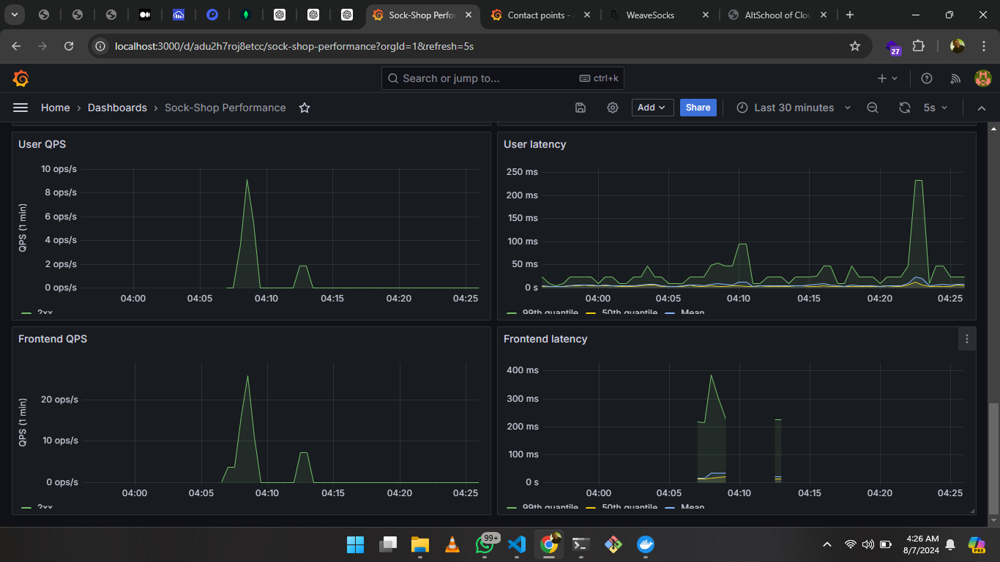 Sock-Shop Perfo
Contact points -
WeaveSocks
AltSchool of Clou
localhost:3000/d/adu2h7roj8etcc/sock-shop-performance?orgId=1&refresh=5s
27
Search or jump to...
ctrl+k
Home
Dashboards
Sock-Shop Performance
Add
Share
Last 30 minutes
5s
User QPS
QPS (1 min)
10 ops/s
8 ops/s
6 ops/s
4 ops/s
2 ops/s
0 ops/s
04:00 04:05 04:10 04:15 04:20 04:25
2xx
User latency
250 ms
200 ms
150 ms
100 ms
50 ms
0 s
04:00 04:05 04:10 04:15 04:20 04:25
99th quantile 50th quantile Mean
Frontend QPS
QPS (1 min)
20 ops/s
10 ops/s
0 ops/s
04:00 04:05 04:10 04:15 04:20 04:25
2xx
Frontend latency
400 ms
300 ms
200 ms
100 ms
0 s
04:00 04:05 04:10 04:15 04:20 04:25
99th quantile 50th quantile Mean
99+
4:26 AM
8/7/2024
PRE